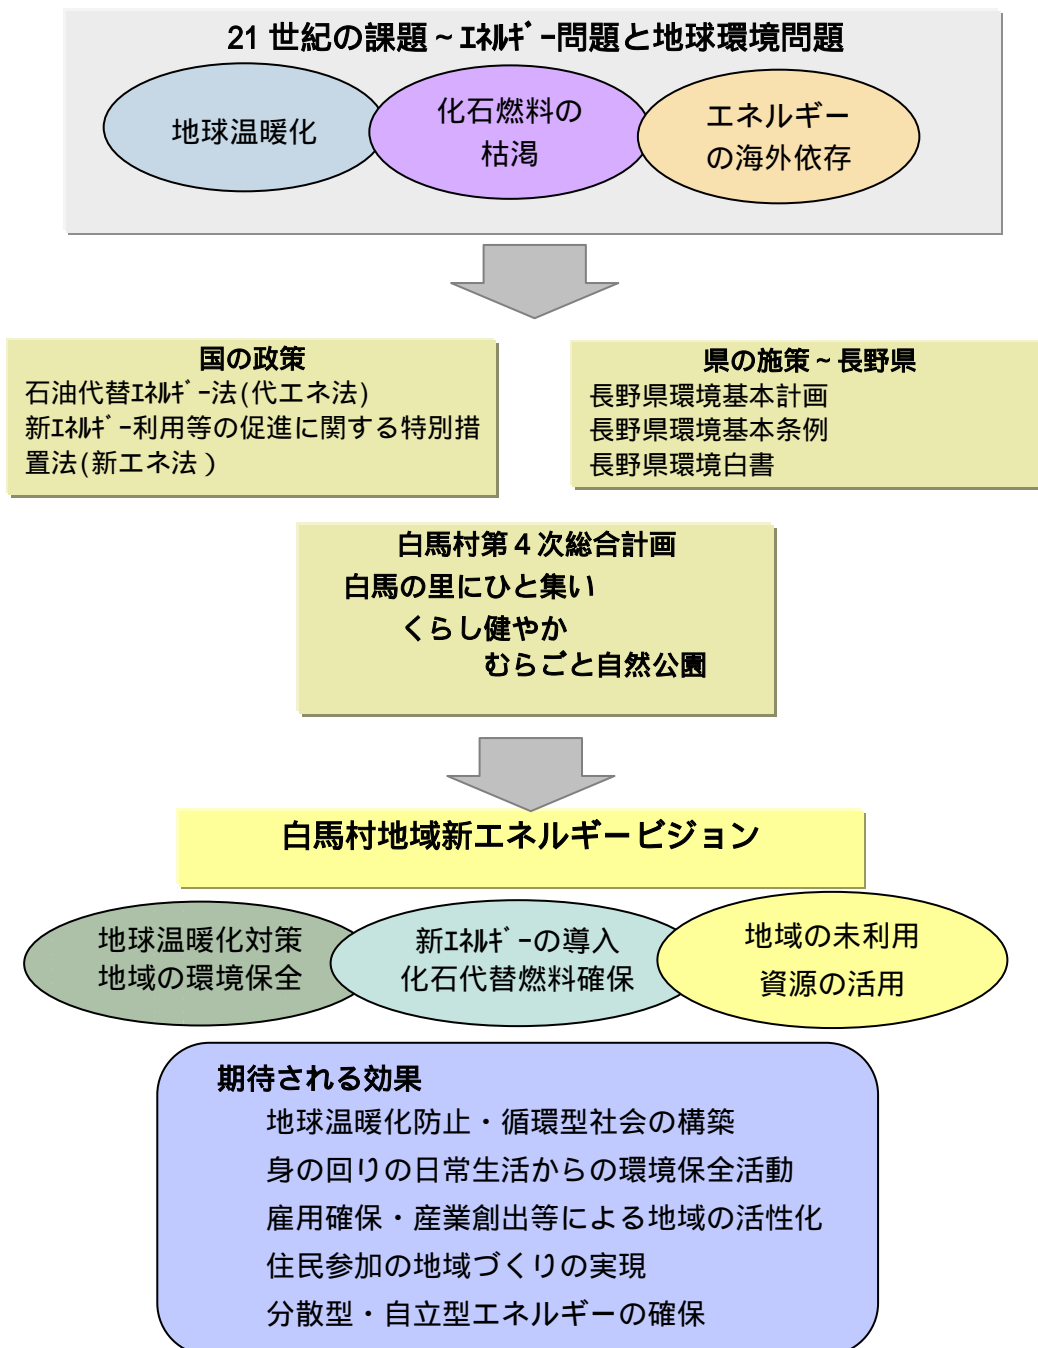 21 世紀の課題～ｴﾈﾙｷﾞｰ問題と地球環境問題
地球温暖化
化石燃料の
枯渇
エネルギー
の海外依存
国の政策
石油代替ｴﾈﾙｷﾞｰ法(代エネ法)
新ｴﾈﾙｷﾞｰ利用等の促進に関する特別措
置法(新エネ法）
県の施策～長野県
長野県環境基本計画
長野県環境基本条例
長野県環境白書
白馬村第４次総合計画
白馬の里にひと集い
くらし健やか
むらごと自然公園
白馬村地域新エネルギービジョン
地球温暖化対策
地域の環境保全
新ｴﾈﾙｷﾞｰの導入
化石代替燃料確保
地域の未利用
資源の活用
期待される効果
地球温暖化防止・循環型社会の構築
身の回りの日常生活からの環境保全活動
雇用確保・産業創出等による地域の活性化
住民参加の地域づくりの実現
分散型・自立型エネルギーの確保